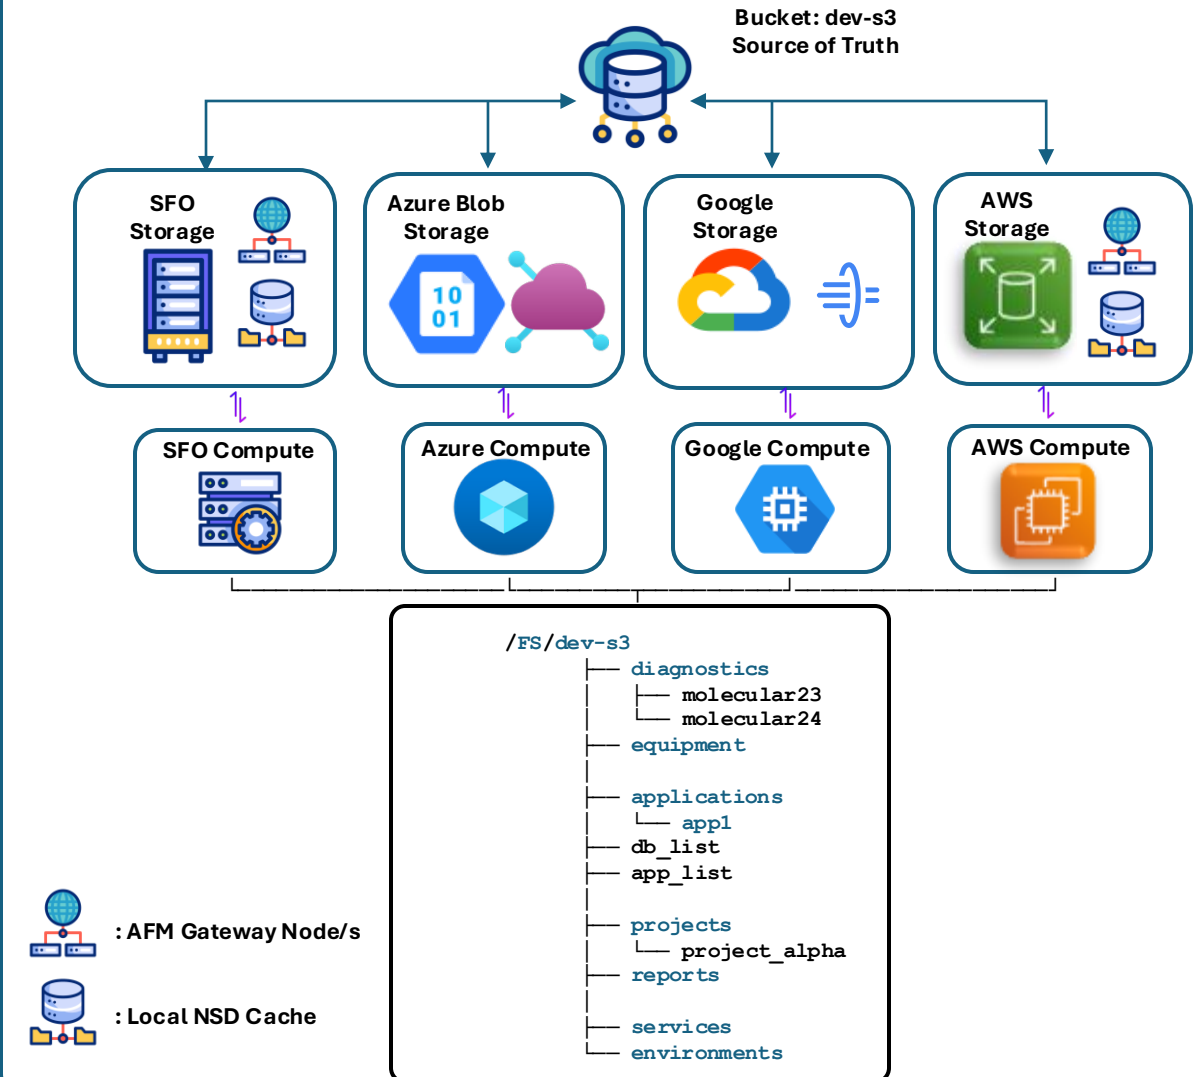 Bucket: dev-s3
Source of Truth
SFO
Storage
Azure Blob
Storage
10
01
Google
Storage
AWS
Storage
SFO Compute
Azure Compute
Google Compute
AWS Compute
/FS/dev-s3
├── diagnostics
│   ├── molecular23
│   └── molecular24
├── equipment
│
├── applications
│   └── app1
├── db_list
├── app_list
│
├── projects
│   └── project_alpha
├── reports
│
├── services
└── environments
: AFM Gateway Node/s
: Local NSD Cache